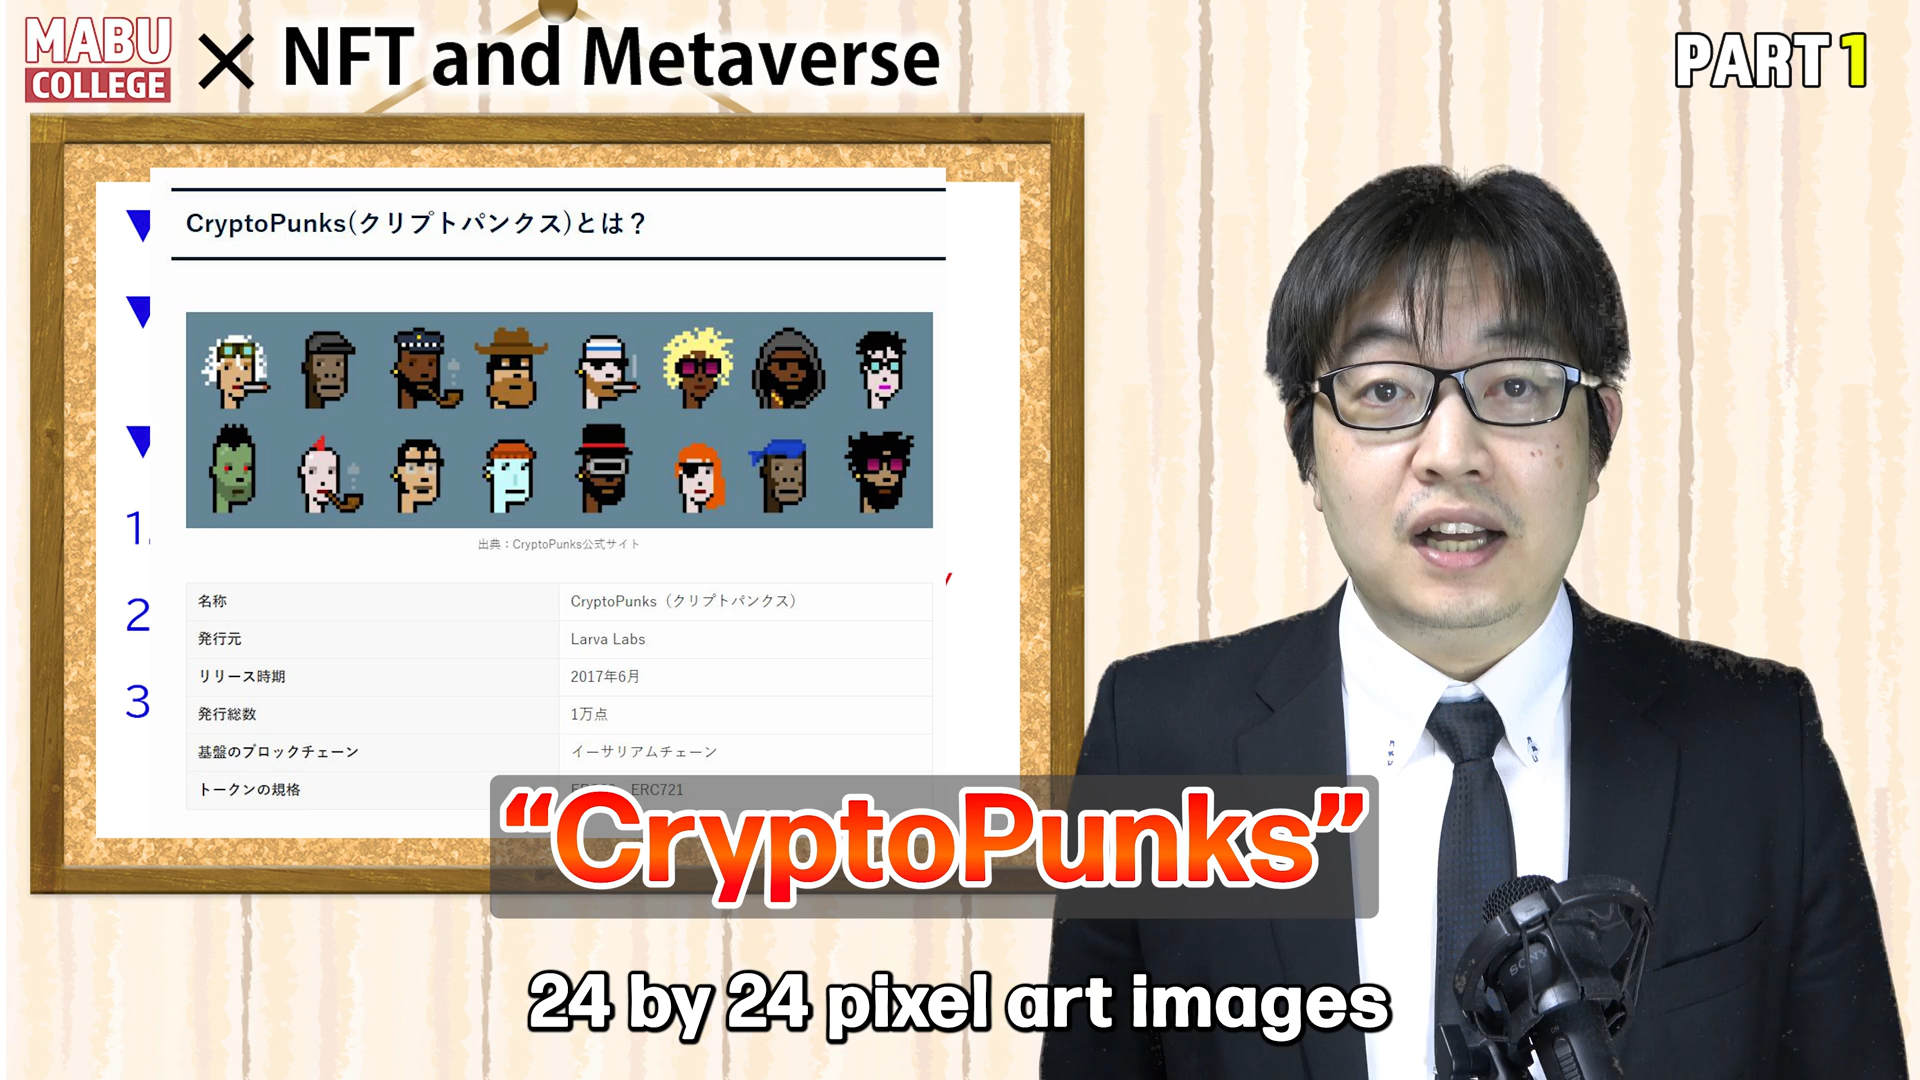 MABU
COLLEGE
× NFT and Metaverse
PART 1
CryptoPunks(クリプトパンクス)とは？
出典：CryptoPunks公式サイト
名称 CryptoPunks（クリプトパンクス）
発行元 Larva Labs
リリース時期 2017年6月
発行総数 1万点
基盤のブロックチェーン イーサリアムチェーン
トークンの規格 ERC721
1.
2
3
“CryptoPunks”
24 by 24 pixel art images
SONY